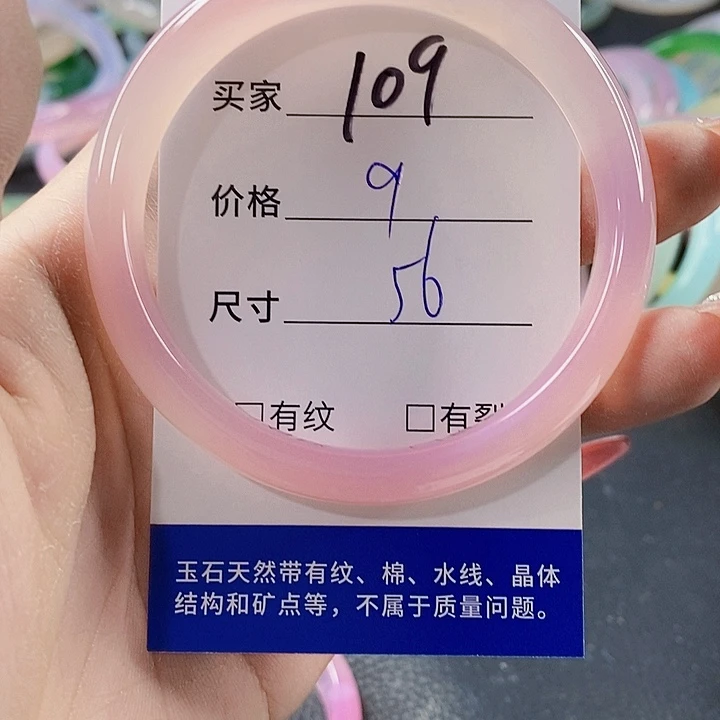 买家 109
价格 9
尺寸 56
□有纹 □有裂
玉石天然带有纹、棉、水线、晶体
结构和矿点等，不属于质量问题。